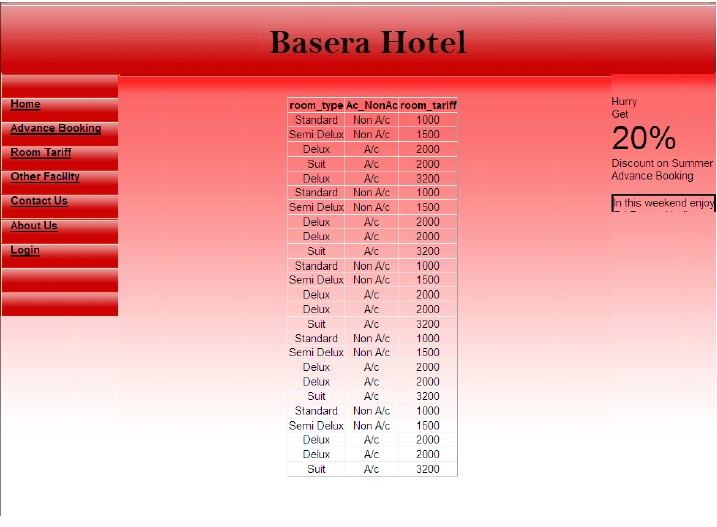 Basera Hotel
Home
Advance Booking
Room Tariff
Other Facility
Contact Us
About Us
Login
room_type Ac_NonAc room_tariff
Standard Non A/c 1000
Semi Delux Non A/c 1500
Delux A/c 2000
Suit A/c 2000
Delux A/c 3200
Standard Non A/c 1000
Semi Delux Non A/c 1500
Delux A/c 2000
Delux A/c 2000
Suit A/c 3200
Standard Non A/c 1000
Semi Delux Non A/c 1500
Delux A/c 2000
Delux A/c 2000
Suit A/c 3200
Standard Non A/c 1000
Semi Delux Non A/c 1500
Delux A/c 2000
Delux A/c 2000
Suit A/c 3200
Standard Non A/c 1000
Semi Delux Non A/c 1500
Delux A/c 2000
Delux A/c 2000
Suit A/c 3200
Hurry
Get
20%
Discount on Summer
Advance Booking
In this weekend enjoy